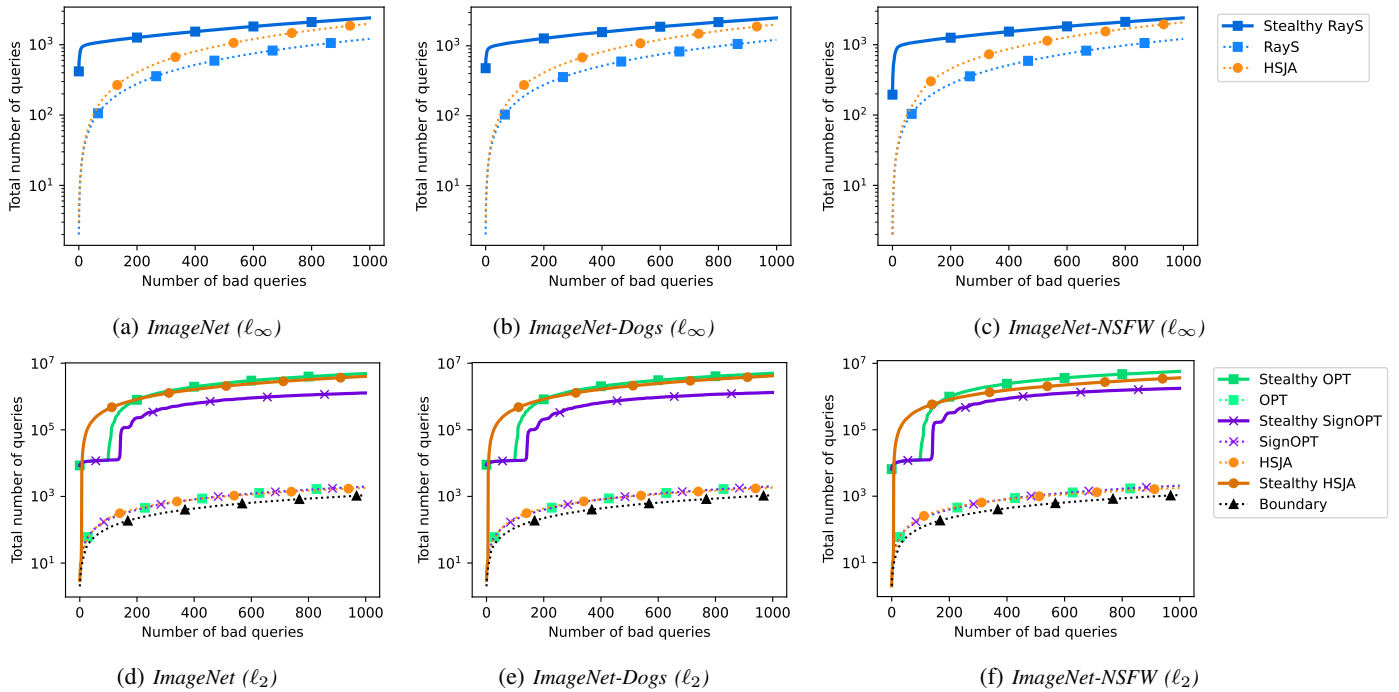 Total number of queries
10³
10²
10¹
0 200 400 600 800 1000
Number of bad queries
(a) ImageNet (ℓ∞)
Total number of queries
10³
10²
10¹
0 200 400 600 800 1000
Number of bad queries
(b) ImageNet-Dogs (ℓ∞)
Total number of queries
10³
10²
10¹
0 200 400 600 800 1000
Number of bad queries
(c) ImageNet-NSFW (ℓ∞)
Stealthy RayS
RayS
HSJA
Total number of queries
10⁷
10⁵
10³
10¹
0 200 400 600 800 1000
Number of bad queries
(d) ImageNet (ℓ₂)
Total number of queries
10⁷
10⁵
10³
10¹
0 200 400 600 800 1000
Number of bad queries
(e) ImageNet-Dogs (ℓ₂)
Total number of queries
10⁷
10⁵
10³
10¹
0 200 400 600 800 1000
Number of bad queries
(f) ImageNet-NSFW (ℓ₂)
Stealthy OPT
OPT
Stealthy SignOPT
SignOPT
HSJA
Stealthy HSJA
Boundary